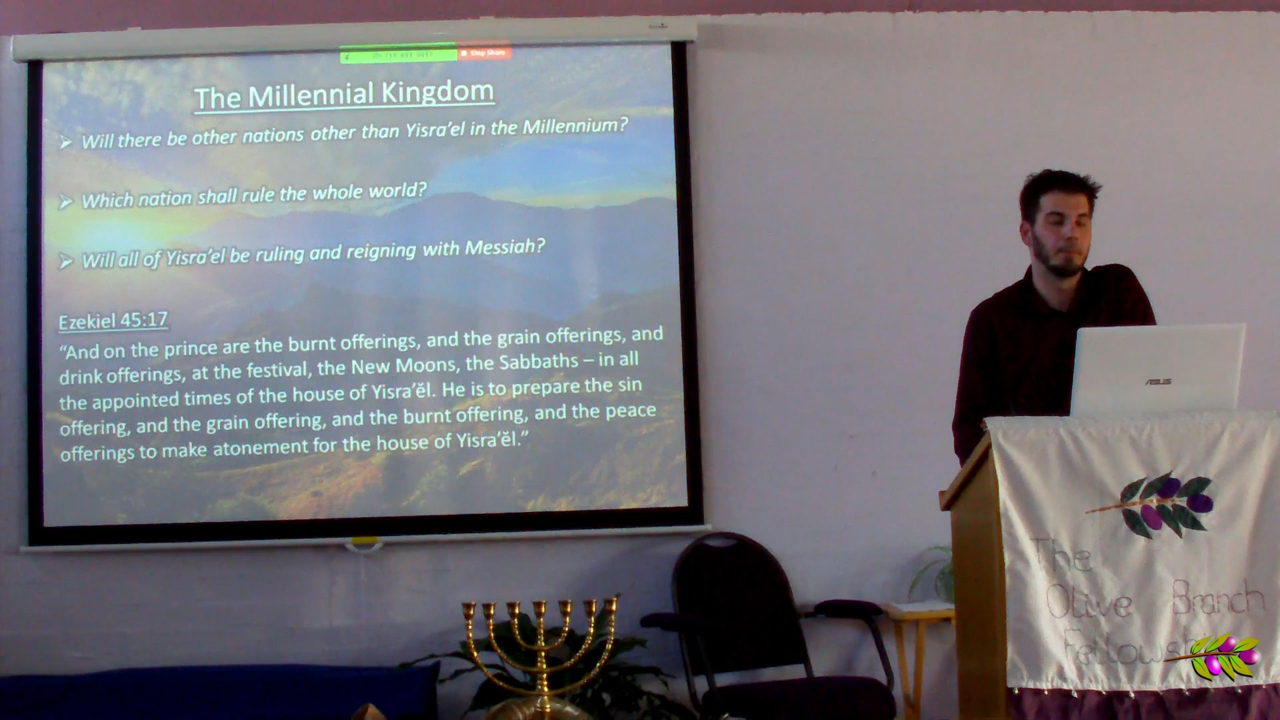 Stop Share
The Millennial Kingdom
➢ Will there be other nations other than Yisra'el in the Millennium?
➢ Which nation shall rule the whole world?
➢ Will all of Yisra'el be ruling and reigning with Messiah?
Ezekiel 45:17
“And on the prince are the burnt offerings, and the grain offerings, and
drink offerings, at the festival, the New Moons, the Sabbaths – in all
the appointed times of the house of Yisra'ĕl. He is to prepare the sin
offering, and the grain offering, and the burnt offering, and the peace
offerings to make atonement for the house of Yisra'ĕl.”
ASUS
The
Olive Branch